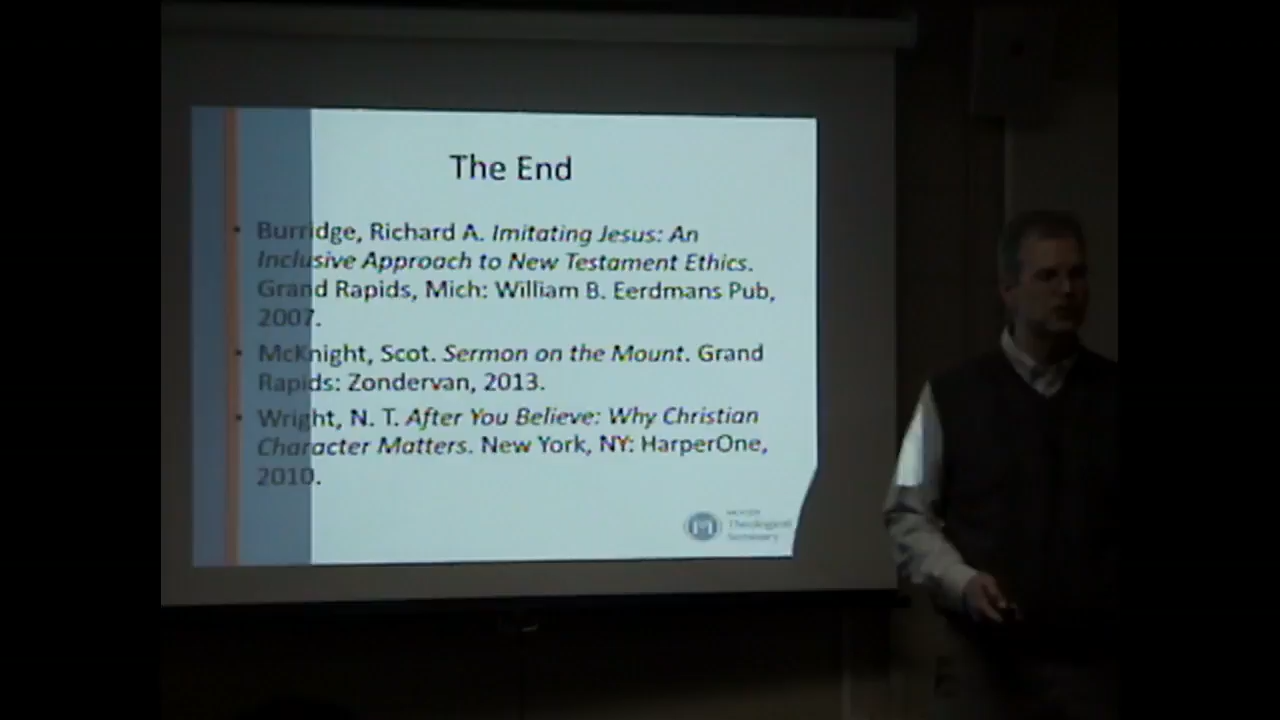 The End
• Burridge, Richard A. Imitating Jesus: An
Inclusive Approach to New Testament Ethics.
Grand Rapids, Mich: William B. Eerdmans Pub,
2007.
• McKnight, Scot. Sermon on the Mount. Grand
Rapids: Zondervan, 2013.
• Wright, N. T. After You Believe: Why Christian
Character Matters. New York, NY: HarperOne,
2010.
Theological
Seminary